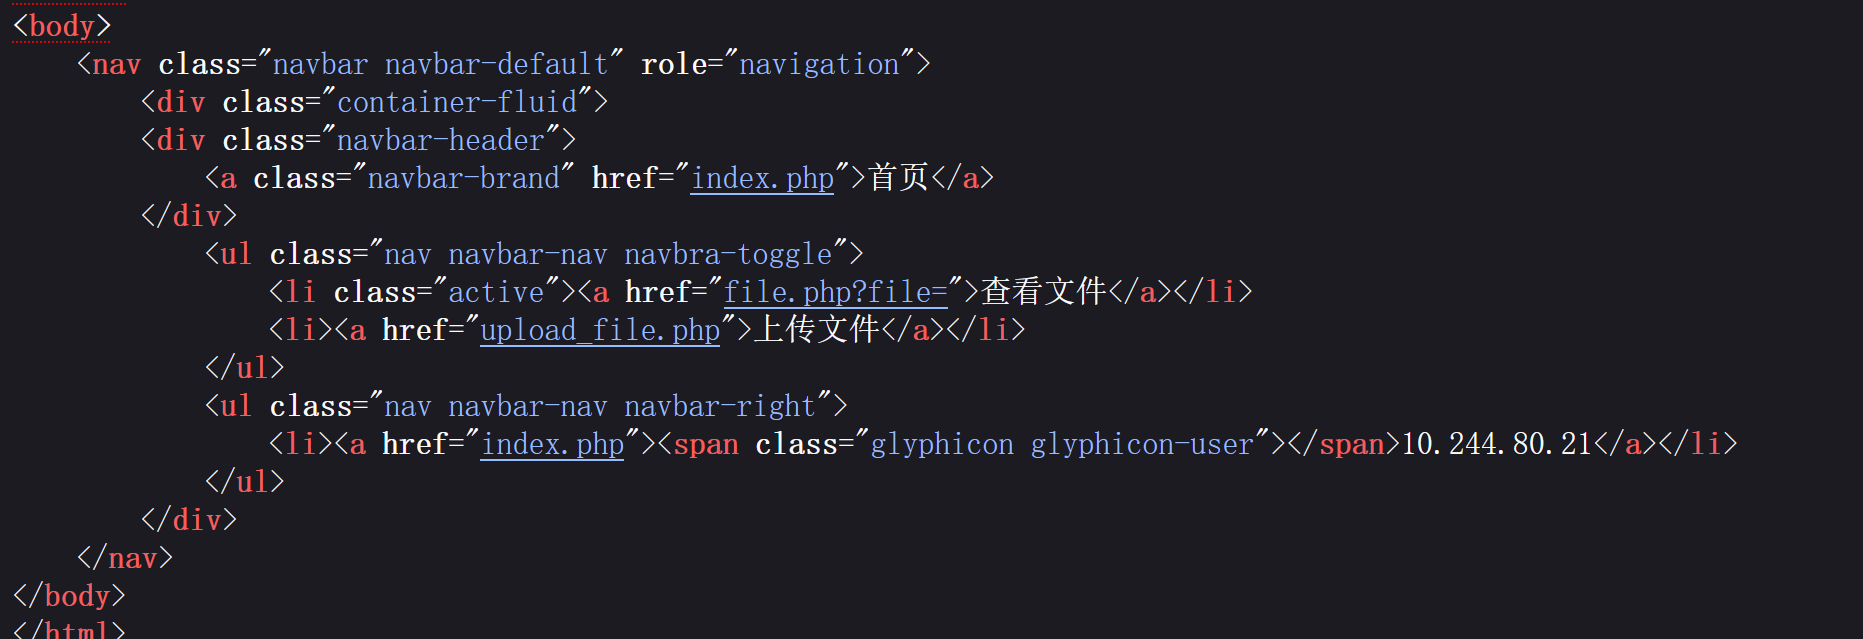 <body>
<nav class="navbar navbar-default" role="navigation">
<div class="container-fluid">
<div class="navbar-header">
<a class="navbar-brand" href="index.php">首页</a>
</div>
<ul class="nav navbar-nav navbra-toggle">
<li class="active"><a href="file.php?file=">查看文件</a></li>
<li><a href="upload_file.php">上传文件</a></li>
</ul>
<ul class="nav navbar-nav navbar-right">
<li><a href="index.php"><span class="glyphicon glyphicon-user"></span>10.244.80.21</a></li>
</ul>
</div>
</nav>
</body>
</html>